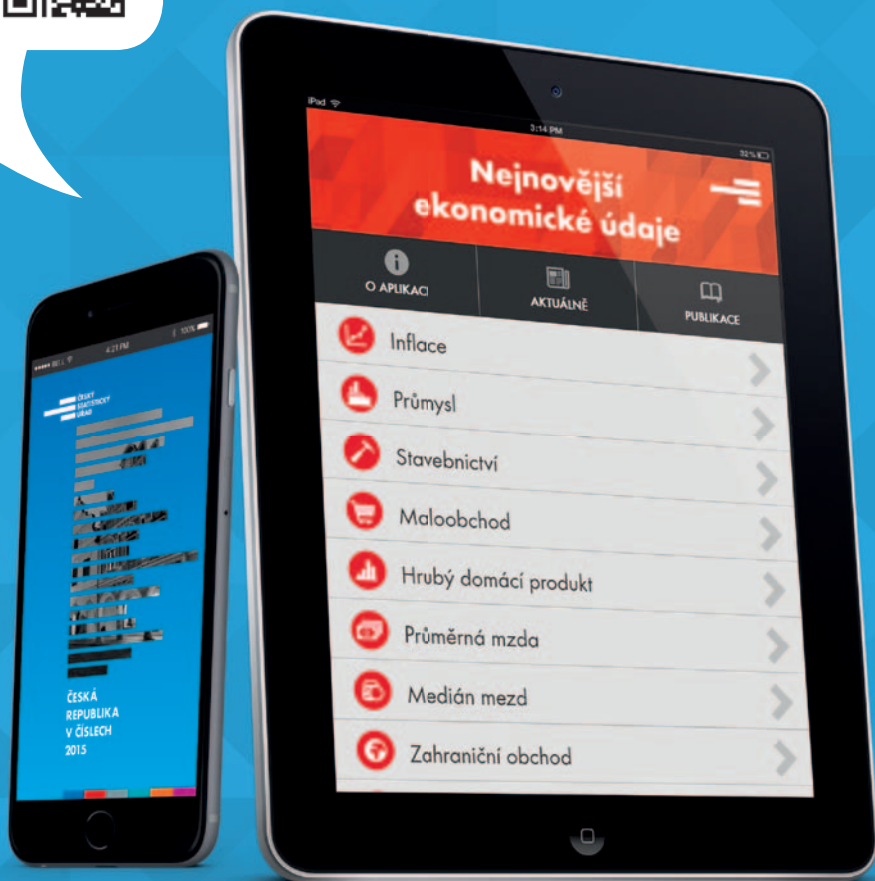 iPad
3:14 PM
92%
Nejnovější
ekonomické údaje
O APLIKACI
AKTUÁLNĚ
PUBLIKACE
Inflace
Průmysl
Stavebnictví
Maloobchod
Hrubý domácí produkt
Průměrná mzda
Medián mezd
Zahraniční obchod
4:21 PM
100%
ČESKÝ
STATISTICKÝ
ÚŘAD
ČESKÁ
REPUBLIKA
V ČÍSLECH
2015